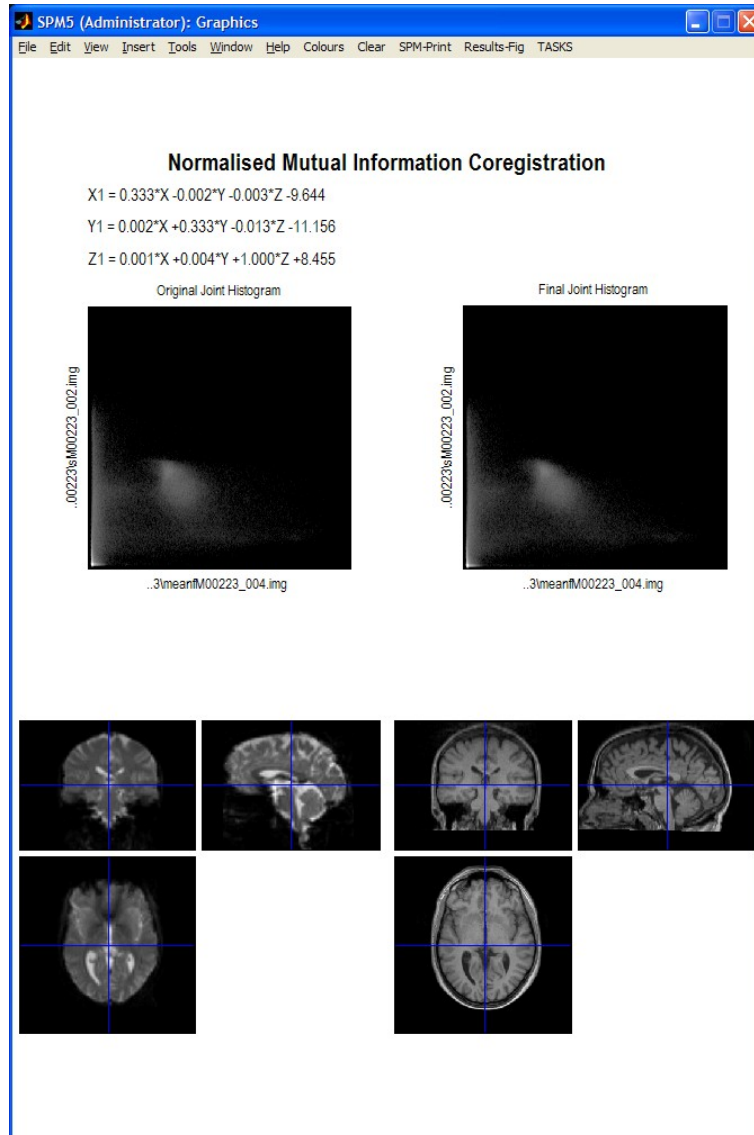 SPM5 (Administrator): Graphics
File Edit View Insert Tools Window Help Colours Clear SPM-Print Results-Fig TASKS
Normalised Mutual Information Coregistration
X1 = 0.333*X -0.002*Y -0.003*Z -9.644
Y1 = 0.002*X +0.333*Y -0.013*Z -11.156
Z1 = 0.001*X +0.004*Y +1.000*Z +8.455
Original Joint Histogram
Final Joint Histogram
..00223\sM00223_002.img
..00223\sM00223_002.img
..3\meanfM00223_004.img
..3\meanfM00223_004.img